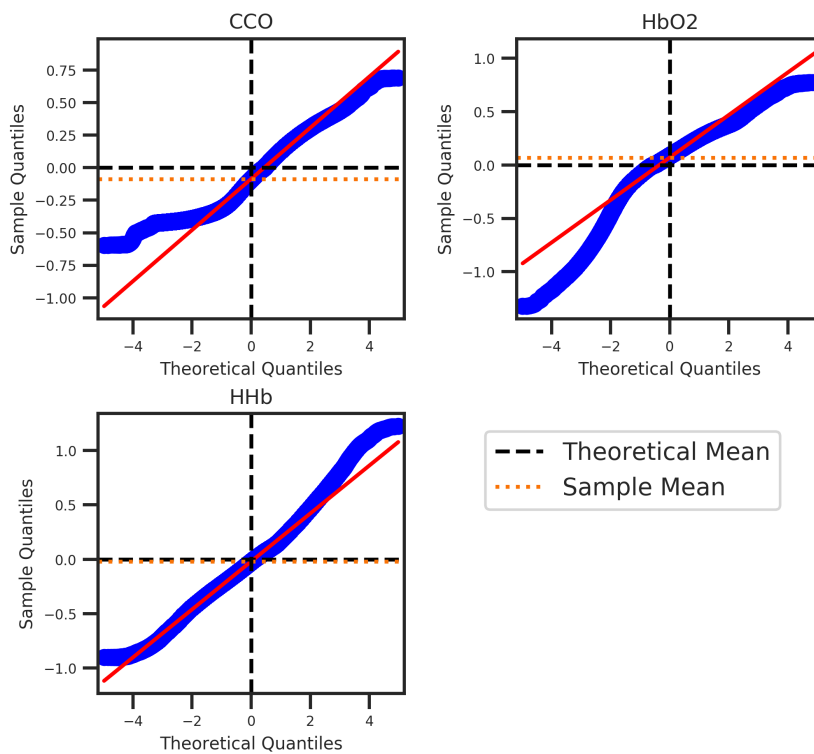 CCO
HbO2
Sample Quantiles
0.75
0.50
0.25
0.00
−0.25
−0.50
−0.75
−1.00
−4 −2 0 2 4
Theoretical Quantiles
Sample Quantiles
1.0
0.5
0.0
−0.5
−1.0
−4 −2 0 2 4
Theoretical Quantiles
HHb
Sample Quantiles
1.0
0.5
0.0
−0.5
−1.0
−4 −2 0 2 4
Theoretical Quantiles
Theoretical Mean
Sample Mean